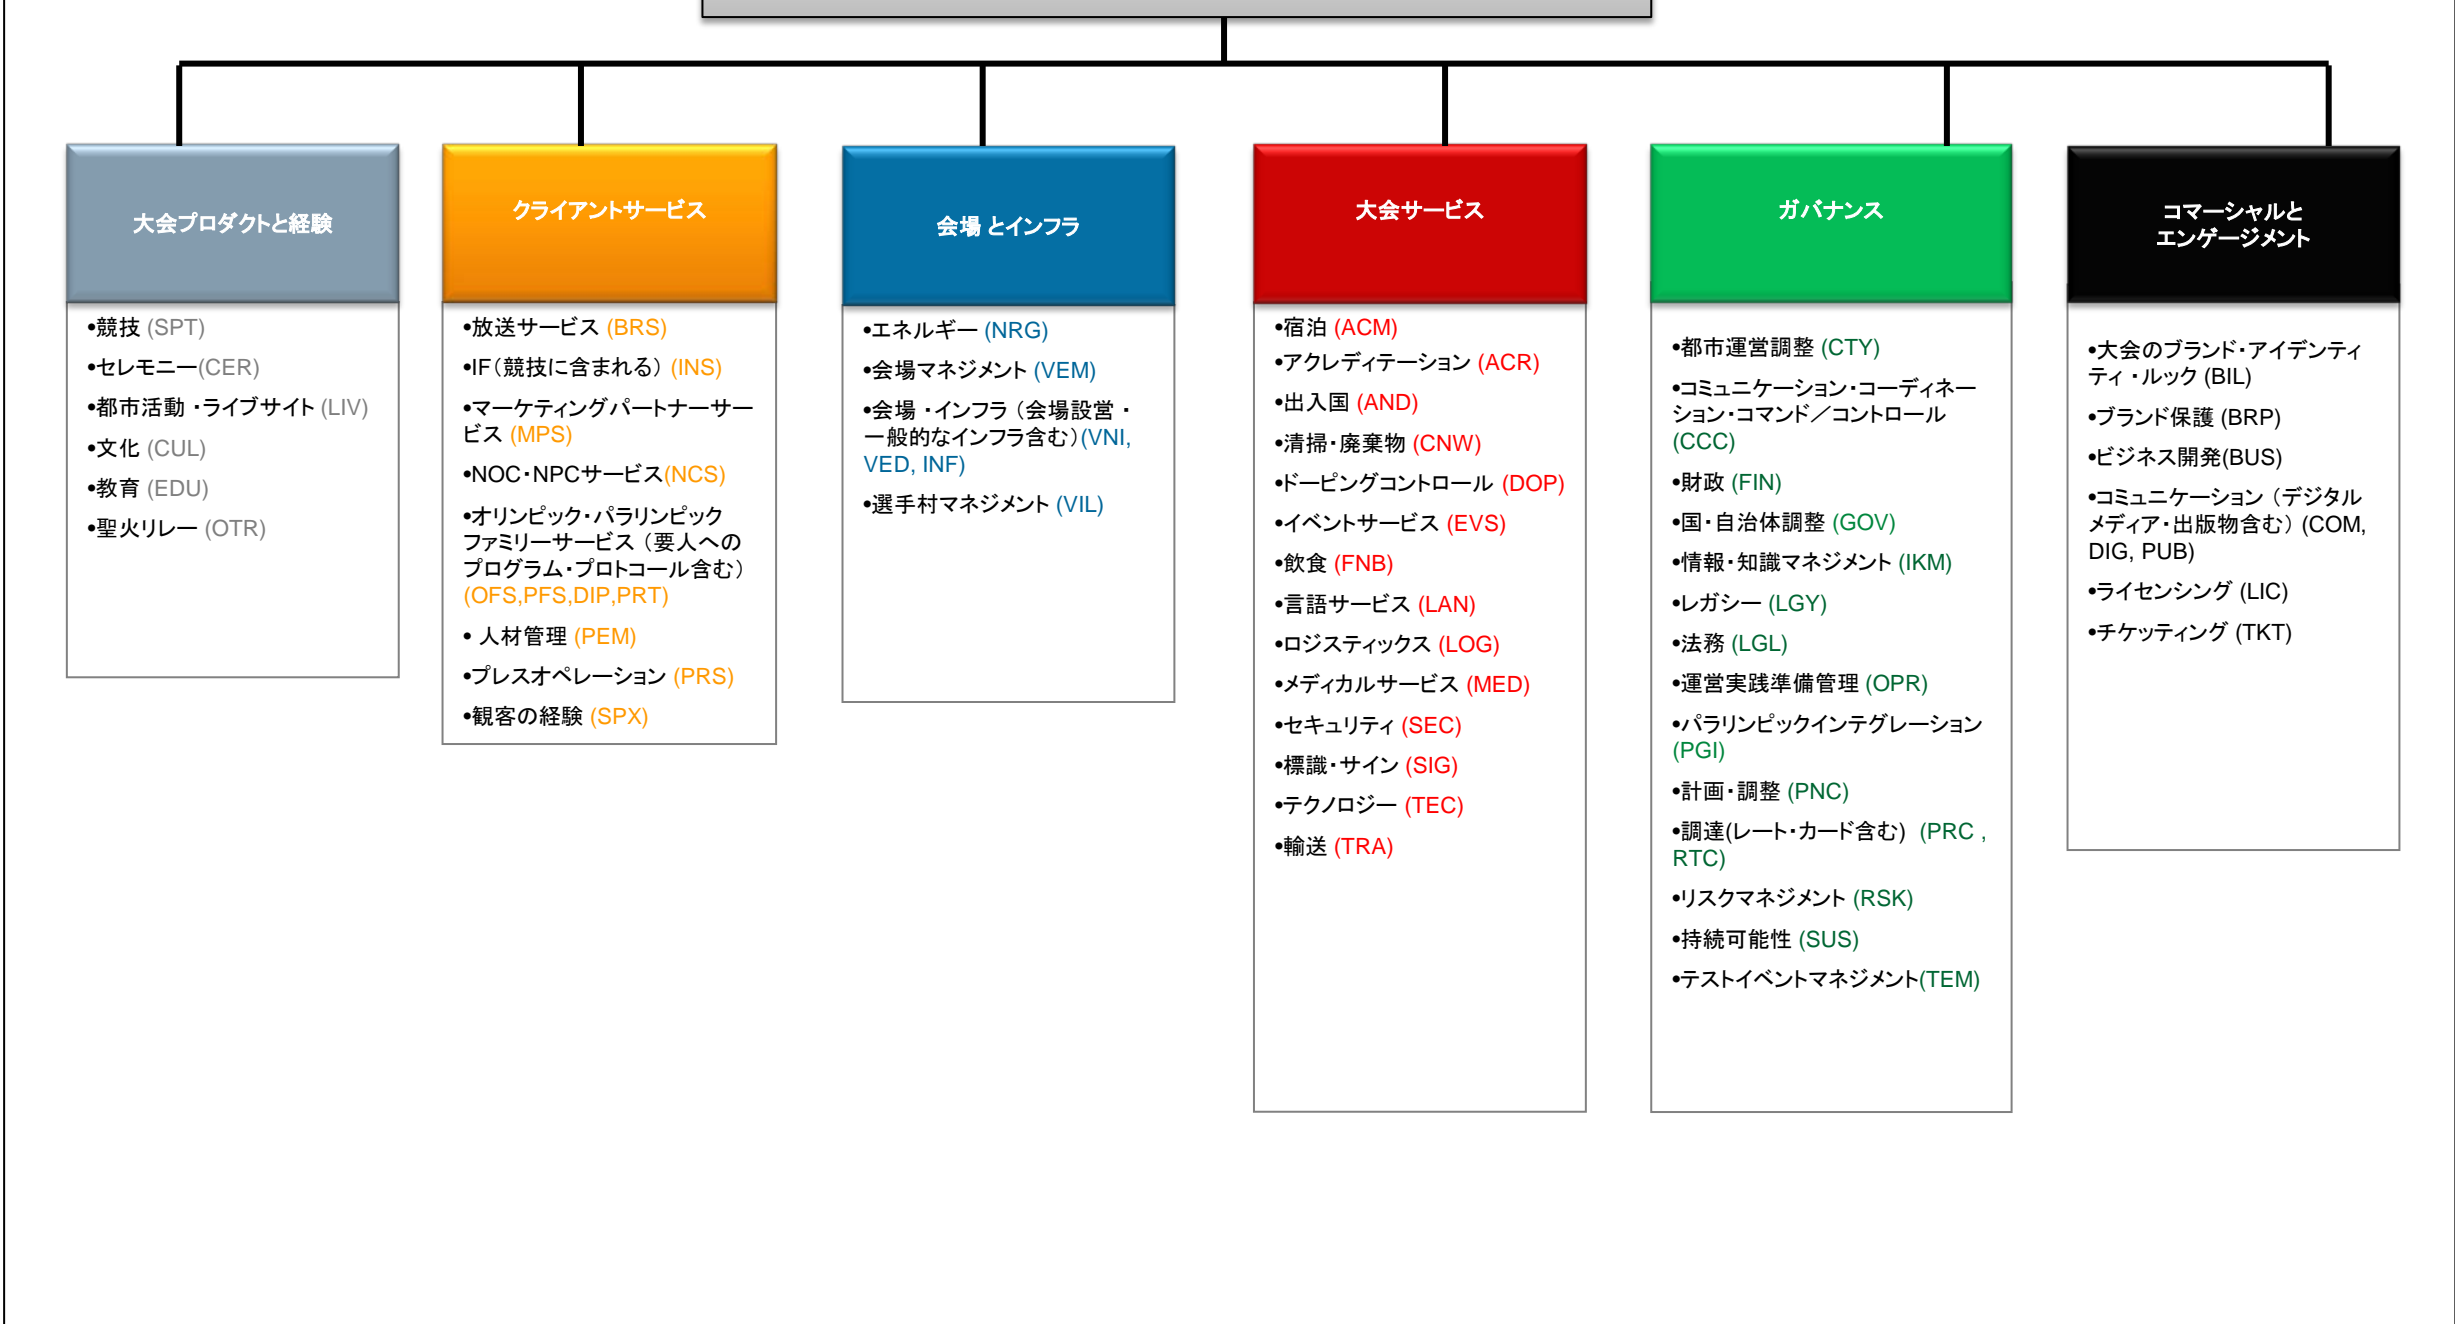 大会プロダクトと経験
•競技 (SPT)
•セレモニー(CER)
•都市活動 ・ライブサイト (LIV)
•文化 (CUL)
•教育 (EDU)
•聖火リレー (OTR)
クライアントサービス
•放送サービス (BRS)
•IF（競技に含まれる） (INS)
•マーケティングパートナーサー
ビス (MPS)
•NOC・NPCサービス(NCS)
•オリンピック・パラリンピック
ファミリーサービス （要人への
プログラム・プロトコール含む）
(OFS,PFS,DIP,PRT)
• 人材管理 (PEM)
•プレスオペレーション (PRS)
•観客の経験 (SPX)
会場 とインフラ
•エネルギー (NRG)
•会場マネジメント (VEM)
•会場 ・インフラ （会場設営 ・
一般的なインフラ含む）(VNI,
VED, INF)
•選手村マネジメント (VIL)
大会サービス
•宿泊 (ACM)
•アクレディテーション (ACR)
•出入国 (AND)
•清掃・廃棄物 (CNW)
•ドーピングコントロール (DOP)
•イベントサービス (EVS)
•飲食 (FNB)
•言語サービス (LAN)
•ロジスティックス (LOG)
•メディカルサービス (MED)
•セキュリティ (SEC)
•標識・サイン (SIG)
•テクノロジー (TEC)
•輸送 (TRA)
ガバナンス
•都市運営調整 (CTY)
•コミュニケーション・コーディネー
ション・コマンド／コントロール
(CCC)
•財政 (FIN)
•国・自治体調整 (GOV)
•情報・知識マネジメント (IKM)
•レガシー (LGY)
•法務 (LGL)
•運営実践準備管理 (OPR)
•パラリンピックインテグレーション
(PGI)
•計画・調整 (PNC)
•調達(レート・カード含む) (PRC ,
RTC)
•リスクマネジメント (RSK)
•持続可能性 (SUS)
•テストイベントマネジメント(TEM)
コマーシャルと
エンゲージメント
•大会のブランド・アイデンティ
ティ ・ルック (BIL)
•ブランド保護 (BRP)
•ビジネス開発(BUS)
•コミュニケーション （デジタル
メディア・出版物含む） (COM,
DIG, PUB)
•ライセンシング (LIC)
•チケッティング (TKT)